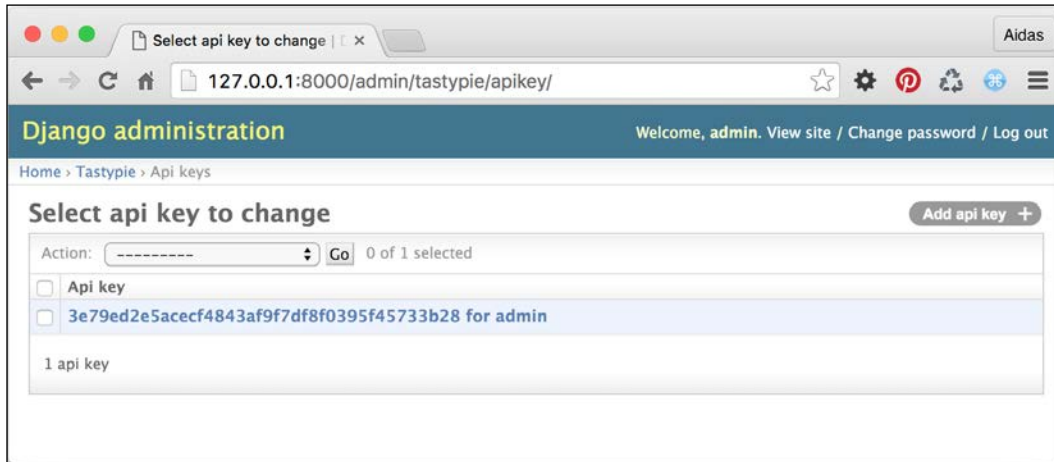 Select api key to change | D
Aidas
127.0.0.1:8000/admin/tastypie/apikey/
Django administration
Welcome, admin. View site / Change password / Log out
Home › Tastypie › Api keys
Select api key to change
Add api key +
Action: --------- Go 0 of 1 selected
Api key
3e79ed2e5acecf4843af9f7df8f0395f45733b28 for admin
1 api key